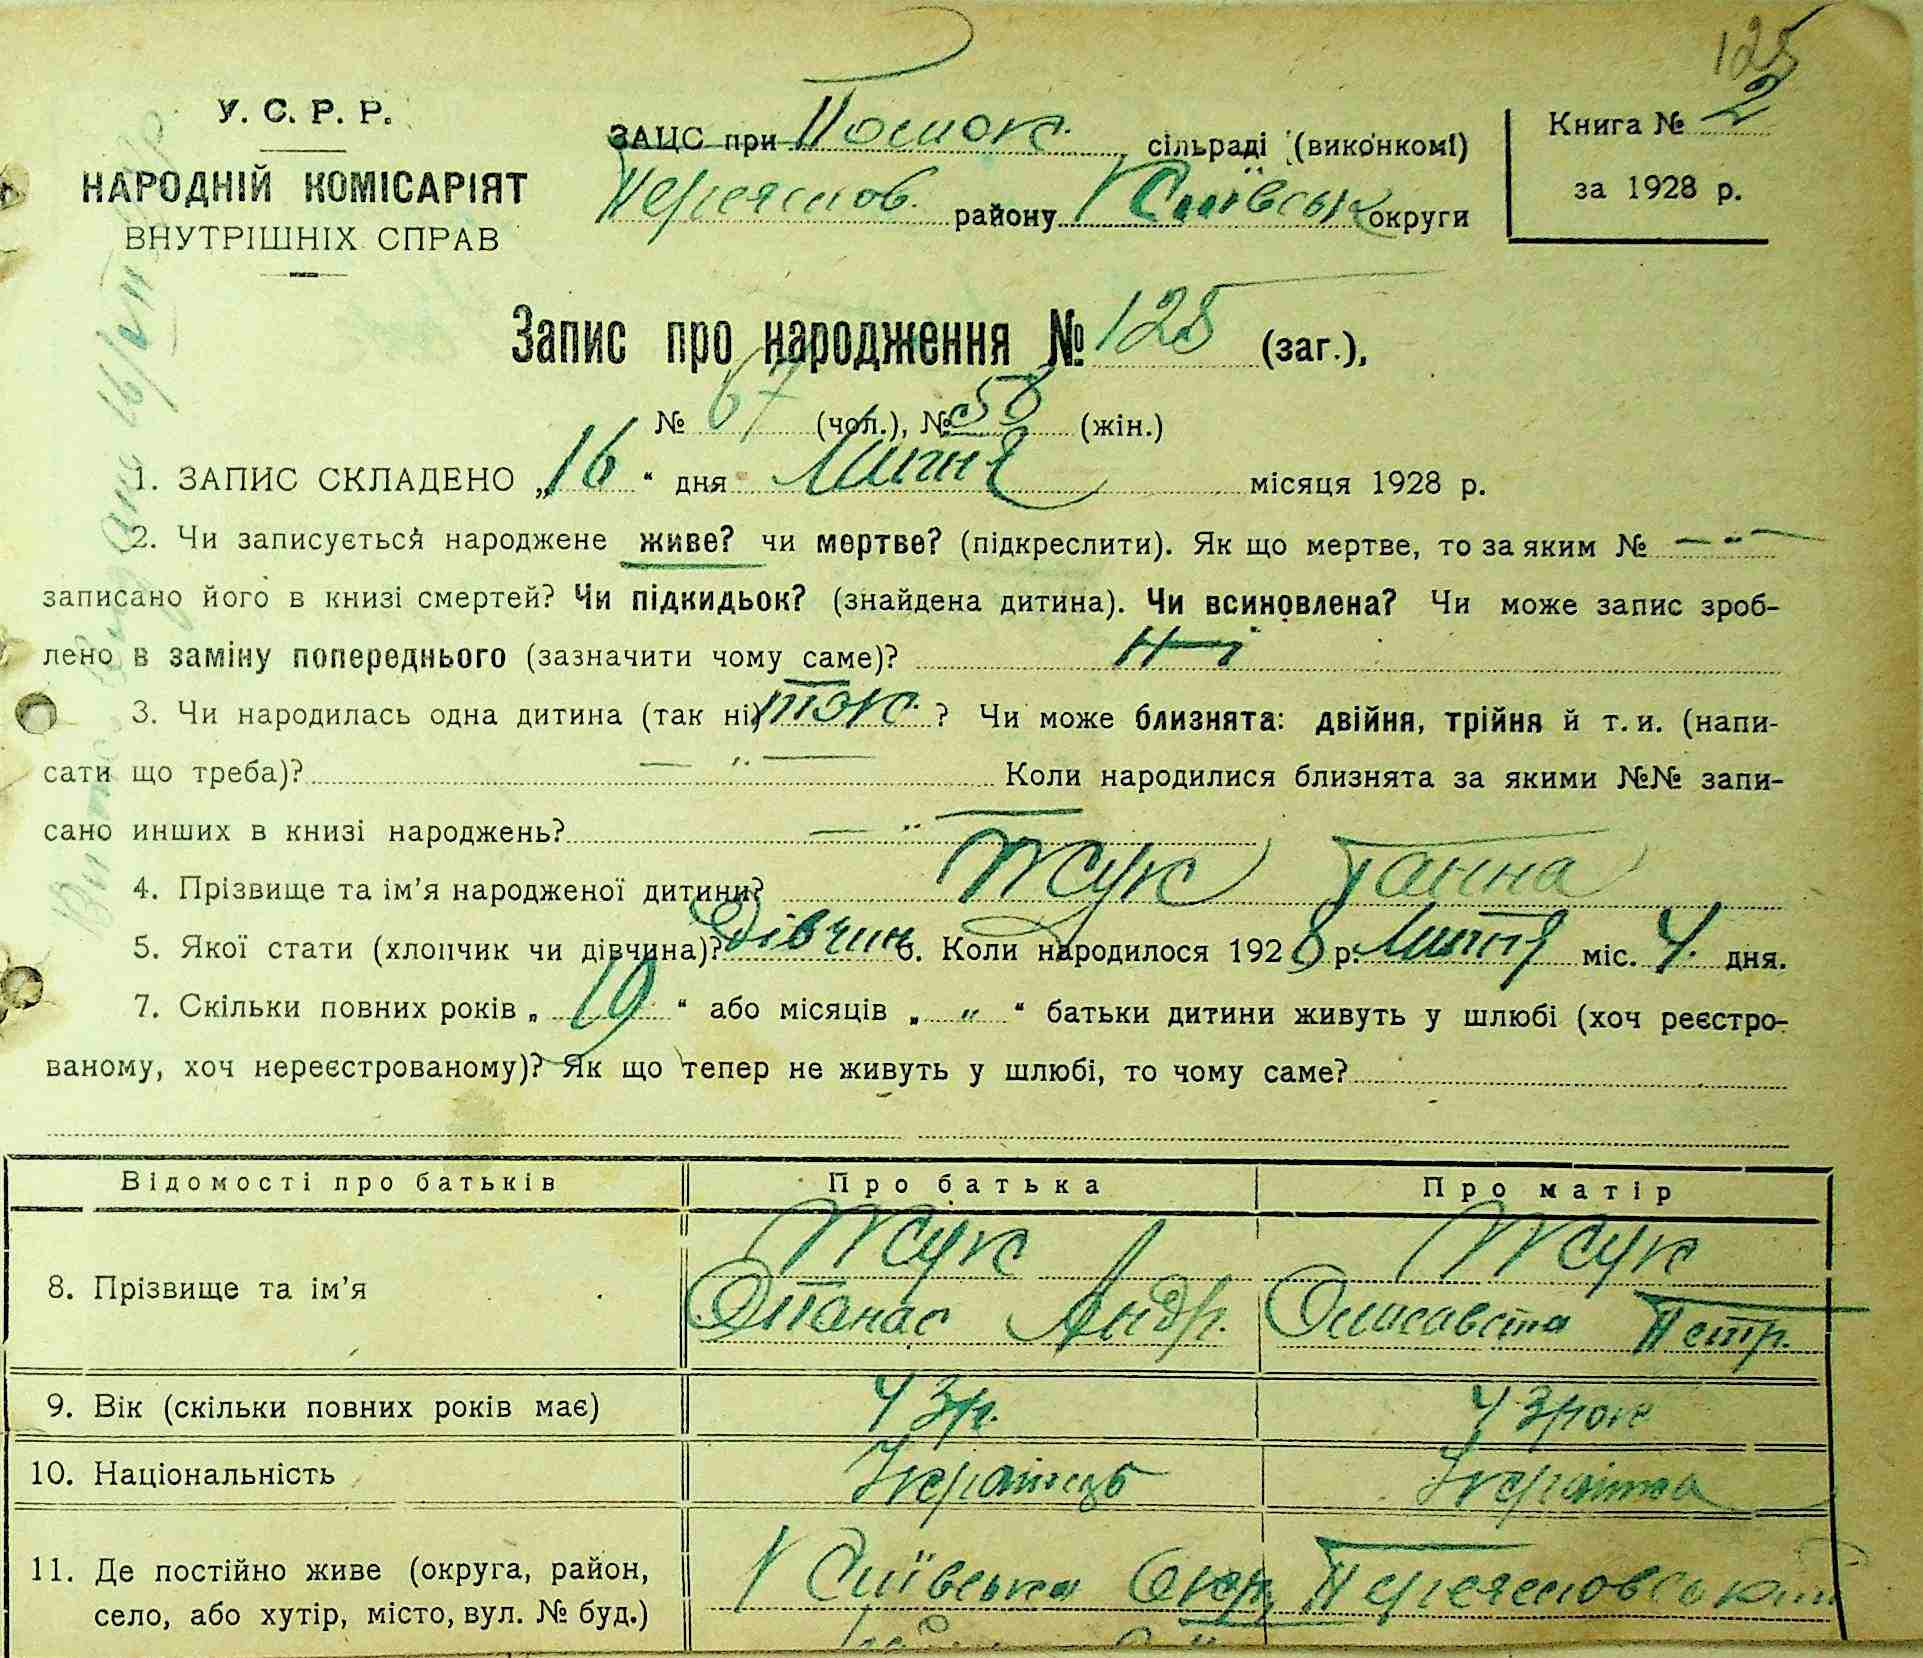 125
У. С. Р. Р.
НАРОДНІЙ КОМІСАРІЯТ
ВНУТРІШНІХ СПРАВ
ЗАЦС при сільраді (виконкомі)
Переяслов. району Київськ округи
Книга № 2
за 1928 р.
Запис про народження № 125 (заг.),
№ 67 (чол.), № 58 (жін.)
1. ЗАПИС СКЛАДЕНО „16“ дня Липня місяця 1928 р.
2. Чи записується народжене живе? чи мертве? (підкреслити). Як що мертве, то за яким № — „ —
записано його в книзі смертей? Чи підкидьок? (знайдена дитина). Чи всиновлена? Чи може запис зроб-
лено в заміну попереднього (зазначити чому саме)? Ні
3. Чи народилась одна дитина (так ні) так ? Чи може близнята: двійня, трійня й т. и. (напи-
сати що треба)? — „ — Коли народилися близнята за якими №№ запи-
сано инших в книзі народжень? — „ —
4. Прізвище та ім'я народженої дитини? Жук Ганна
5. Якої стати (хлопчик чи дівчина)? дівчин 6. Коли народилося 1928 р. Липня міс. 4. дня.
7. Скільки повних років „ 19 “ або місяців „ „ “ батьки дитини живуть у шлюбі (хоч реєстро-
ваному, хоч нереєстрованому)? Як що тепер не живуть у шлюбі, то чому саме?
Відомості про батьків Про батька Про матір
8. Прізвище та ім'я Жук Жук
Опанас Андр. Олисавета Петр.
9. Вік (скільки повних років має) 43 р. 43 рок
10. Національність Українець Українка
11. Де постійно живе (округа, район, Київська Окр. Переясловський
село, або хутір, місто, вул. № буд.)